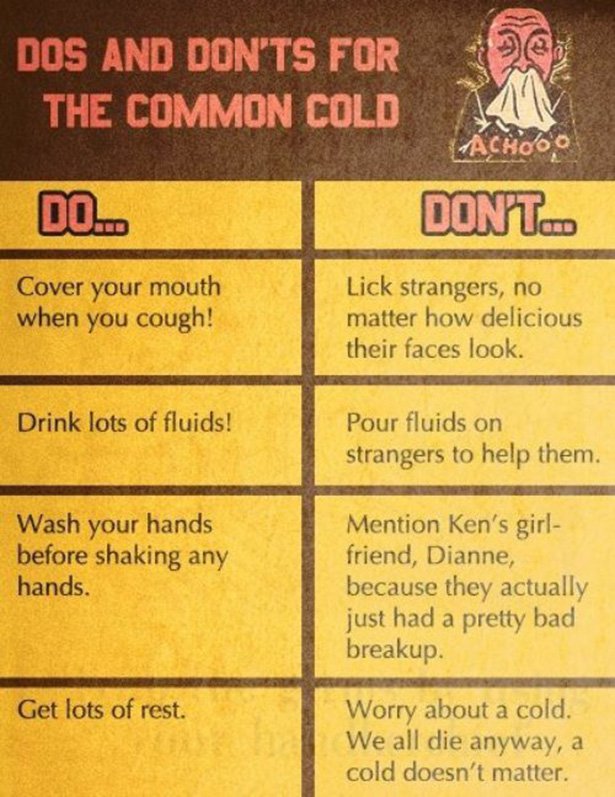 DOS AND DON'TS FOR
THE COMMON COLD
ACHOOO
DO...
DON'T...
Cover your mouth
when you cough!
Lick strangers, no
matter how delicious
their faces look.
Drink lots of fluids!
Pour fluids on
strangers to help them.
Wash your hands
before shaking any
hands.
Mention Ken's girl-
friend, Dianne,
because they actually
just had a pretty bad
breakup.
Get lots of rest.
Worry about a cold.
We all die anyway, a
cold doesn't matter.